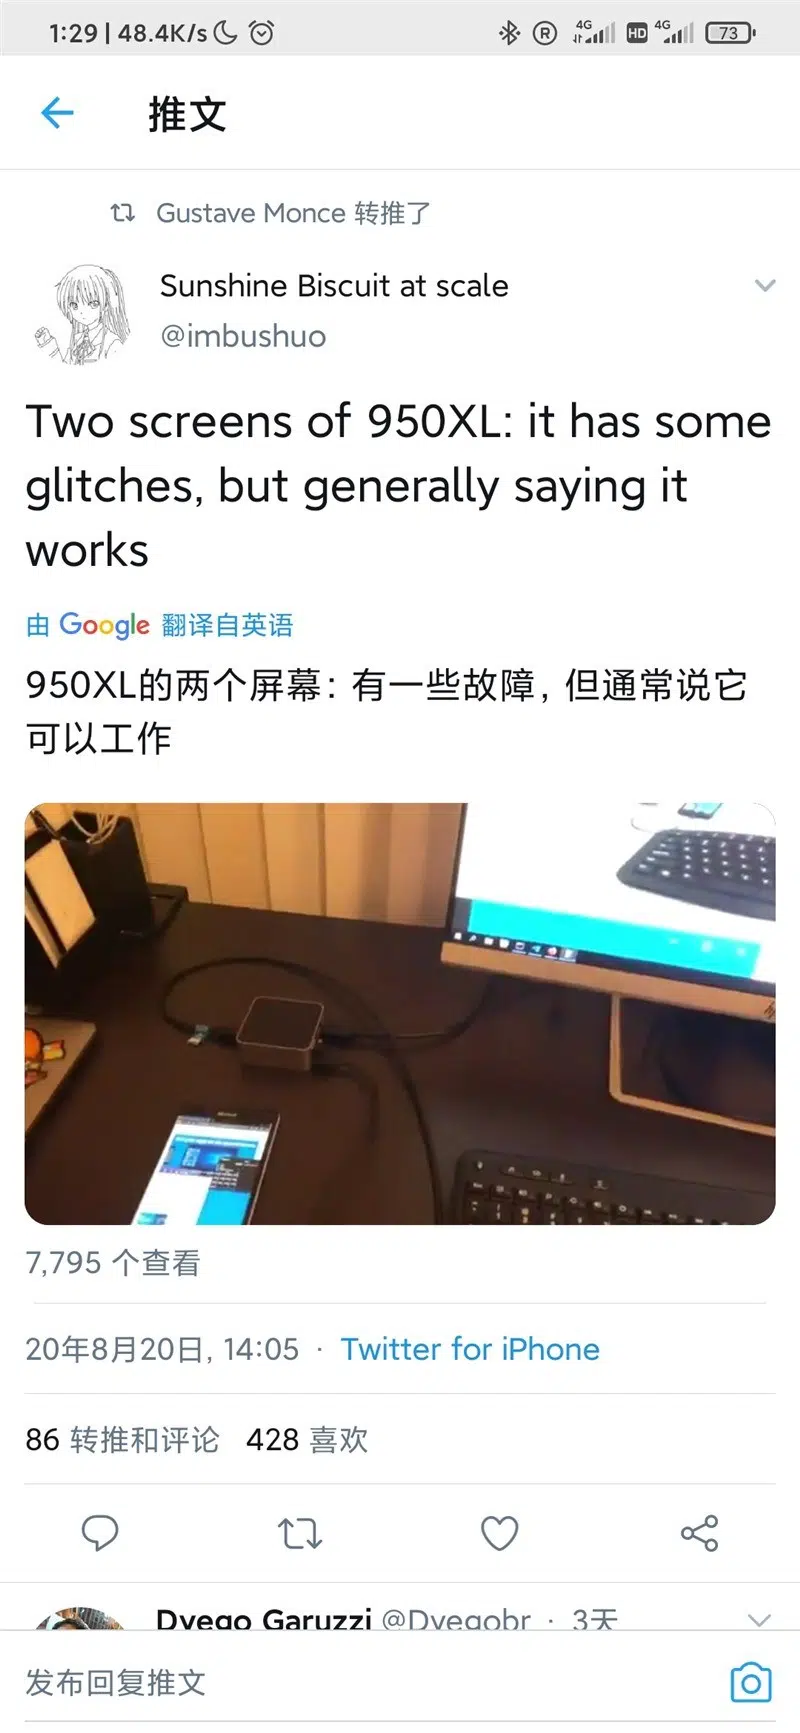 1:29 | 48.4K/s
R 4G HD 4G 73
推文
Gustave Monce 转推了
Sunshine Biscuit at scale
@imbushuo
Two screens of 950XL: it has some
glitches, but generally saying it
works
由 Google 翻译自英语
950XL的两个屏幕：有一些故障，但通常说它
可以工作
7,795 个查看
20年8月20日, 14:05 · Twitter for iPhone
86 转推和评论 428 喜欢
Dyego Garuzzi @Dyegobr · 3天
发布回复推文